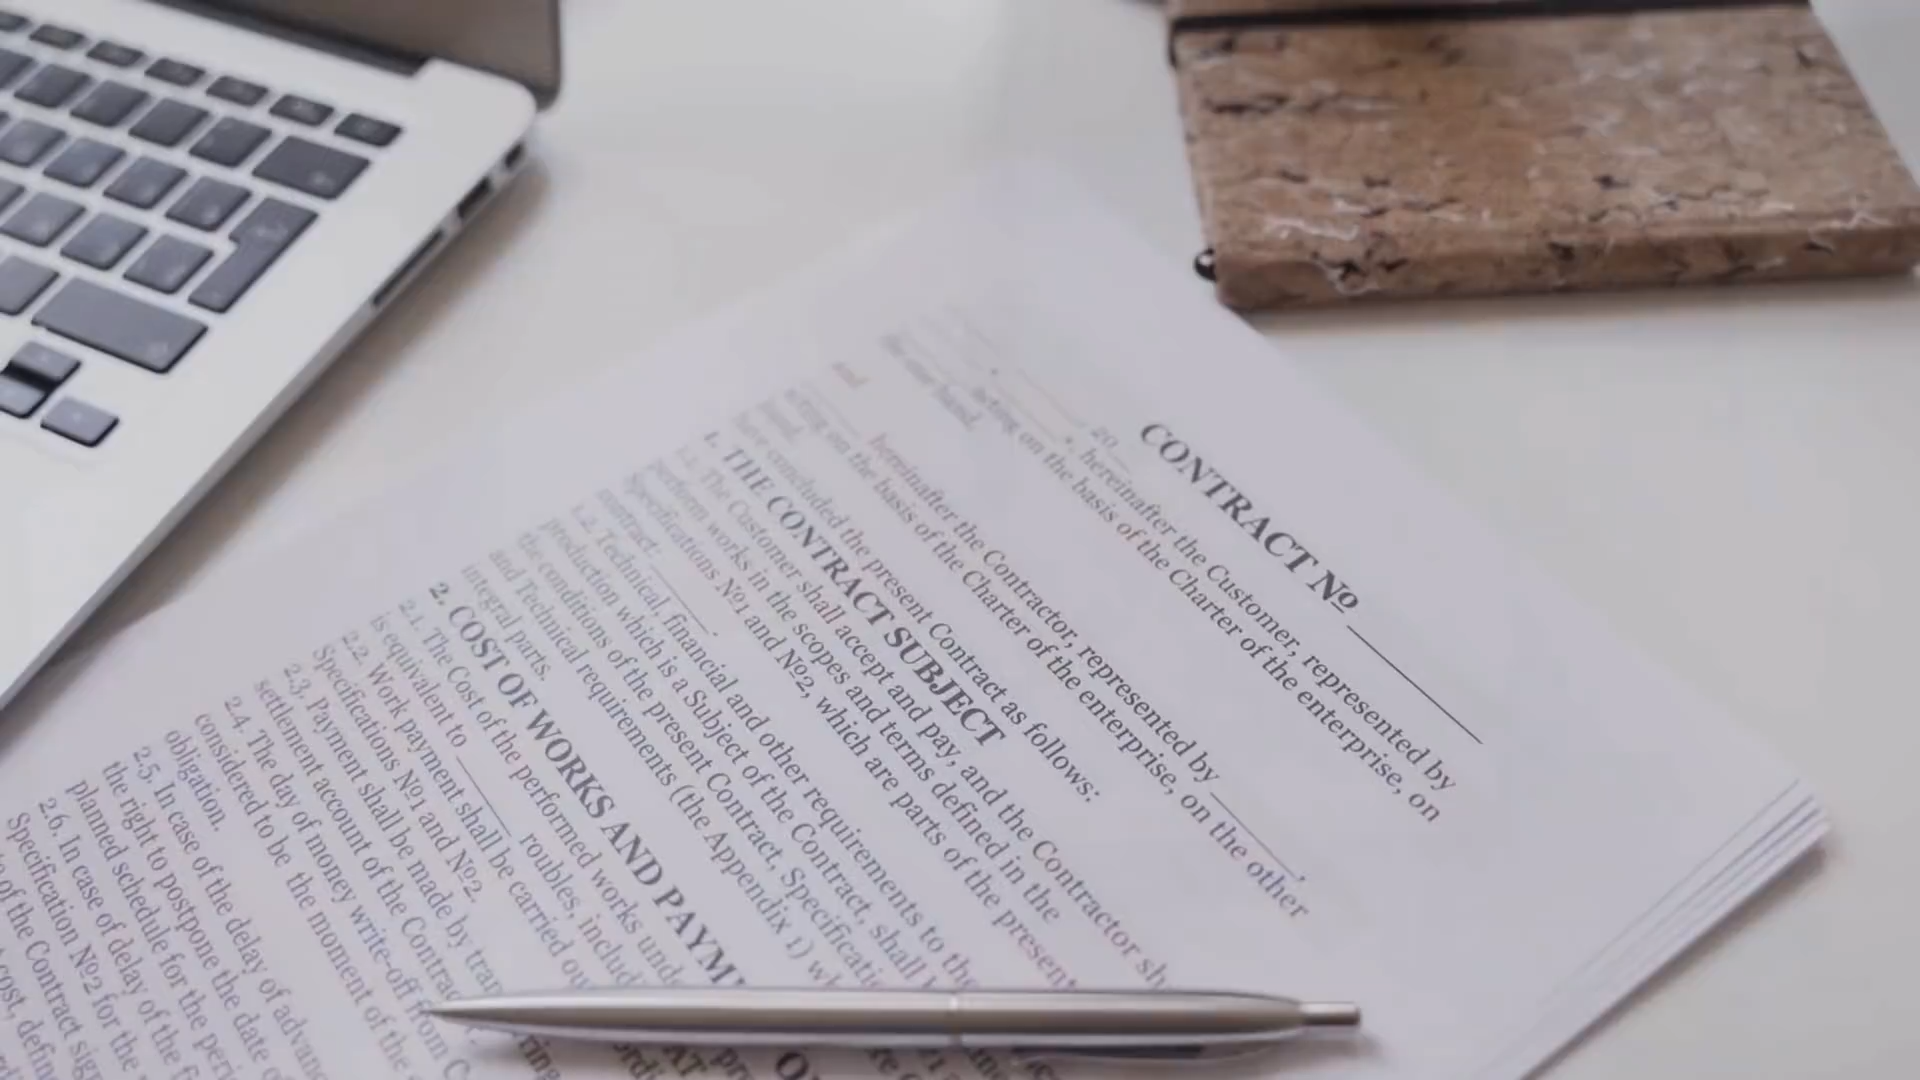 CONTRACT №
20
, hereinafter the Customer, represented by
acting on the basis of the Charter of the enterprise, on
the one hand,
and
hereinafter the Contractor, represented by
acting on the basis of the Charter of the enterprise, on the other
hand,
have concluded the present Contract as follows:
1. THE CONTRACT SUBJECT
1.1. The Customer shall accept and pay, and the Contractor sh
perform works in the scopes and terms defined in the
Specifications №1 and №2, which are parts of the present
contract.
1.2. Technical, financial and other requirements to the
production which is a Subject of the Contract, shall
the conditions of the present Contract, Specificati
and Technical requirements (the Appendix 1) wh
integral parts.
2. COST OF WORKS AND PAYM
2.1. The Cost of the performed works und
is equivalent to roubles, includi
2.2. Work payment shall be carried ou
Specifications №1 and №2.
2.3. Payment shall be made by tran
settlement account of the Contrac
2.4. The day of money write-off from C
considered to be the moment of the
obligation.
2.5. In case of the delay of advanc
the right to postpone the date of
planned schedule for the peri
2.6. In case of delay of the fi
Specification №2 for the
of the Contract sign
cost, define